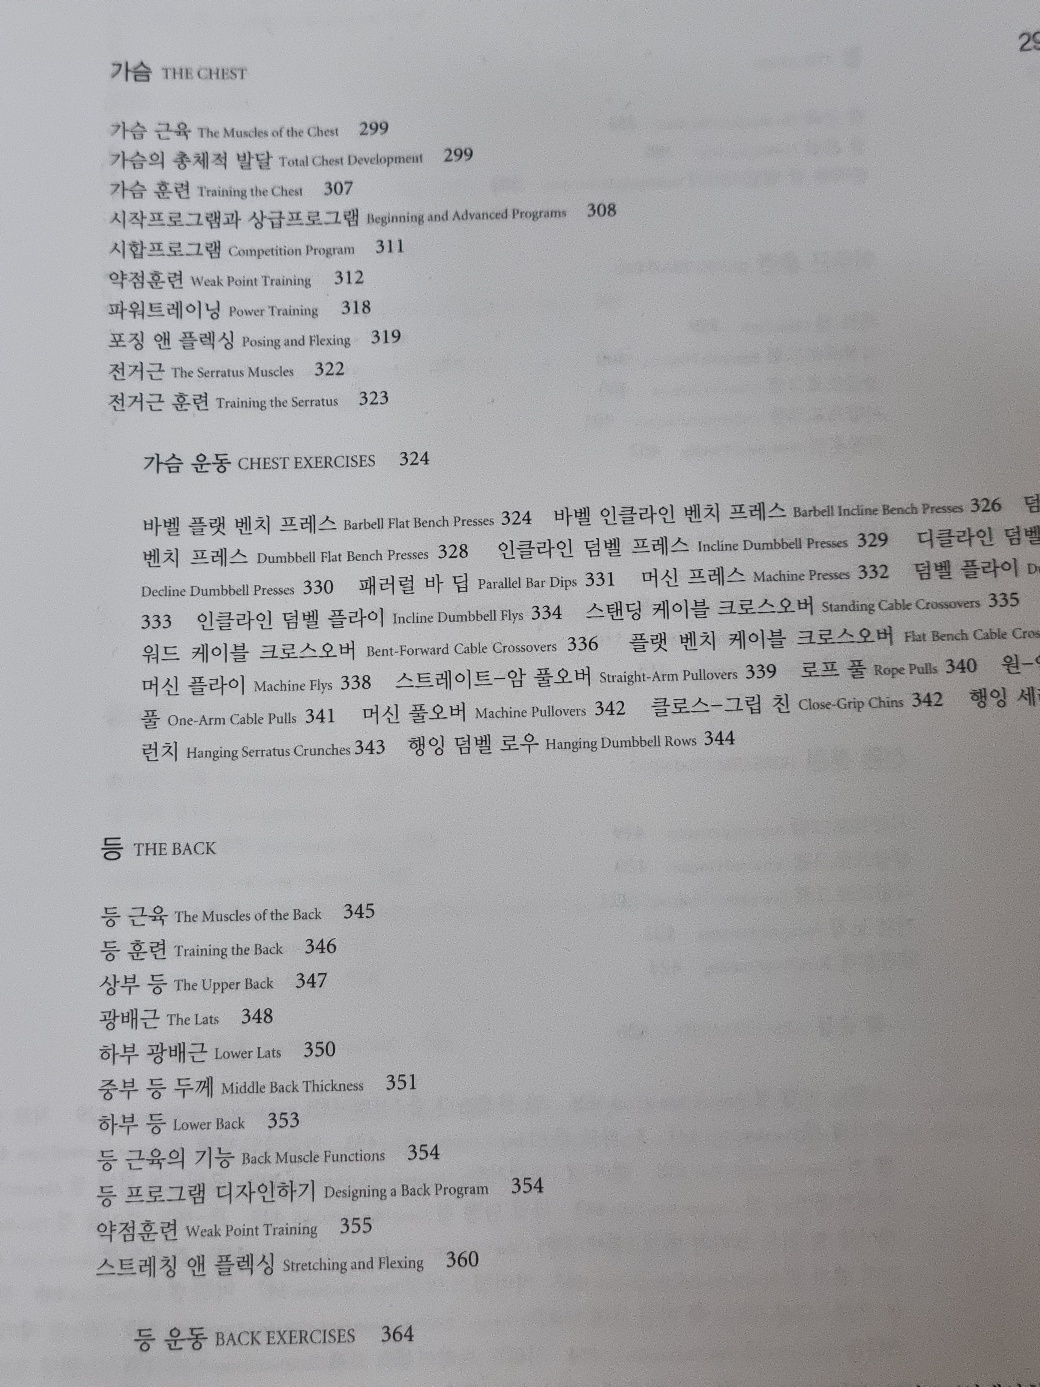 가슴 THE CHEST
가슴 근육 The Muscles of the Chest 299
가슴의 총체적 발달 Total Chest Development 299
가슴 훈련 Training the Chest 307
시작프로그램과 상급프로그램 Beginning and Advanced Programs 308
시합프로그램 Competition Program 311
약점훈련 Weak Point Training 312
파워트레이닝 Power Training 318
포징 앤 플렉싱 Posing and Flexing 319
전거근 The Serratus Muscles 322
전거근 훈련 Training the Serratus 323
가슴 운동 CHEST EXERCISES 324
바벨 플랫 벤치 프레스 Barbell Flat Bench Presses 324 바벨 인클라인 벤치 프레스 Barbell Incline Bench Presses 326
벤치 프레스 Dumbbell Flat Bench Presses 328 인클라인 덤벨 프레스 Incline Dumbbell Presses 329 디클라인 덤벨
Decline Dumbbell Presses 330 패러럴 바 딥 Parallel Bar Dips 331 머신 프레스 Machine Presses 332 덤벨 플라이
333 인클라인 덤벨 플라이 Incline Dumbbell Flys 334 스탠딩 케이블 크로스오버 Standing Cable Crossovers 335
워드 케이블 크로스오버 Bent-Forward Cable Crossovers 336 플랫 벤치 케이블 크로스오버 Flat Bench Cable
머신 플라이 Machine Flys 338 스트레이트-암 풀오버 Straight-Arm Pullovers 339 로프 풀 Rope Pulls 340
풀 One-Arm Cable Pulls 341 머신 풀오버 Machine Pullovers 342 클로스-그립 친 Close-Grip Chins 342 행잉
런치 Hanging Serratus Crunches 343 행잉 덤벨 로우 Hanging Dumbbell Rows 344
등 THE BACK
등 근육 The Muscles of the Back 345
등 훈련 Training the Back 346
상부 등 The Upper Back 347
광배근 The Lats 348
하부 광배근 Lower Lats 350
중부 등 두께 Middle Back Thickness 351
하부 등 Lower Back 353
등 근육의 기능 Back Muscle Functions 354
등 프로그램 디자인하기 Designing a Back Program 354
약점훈련 Weak Point Training 355
스트레칭 앤 플렉싱 Stretching and Flexing 360
등 운동 BACK EXERCISES 364